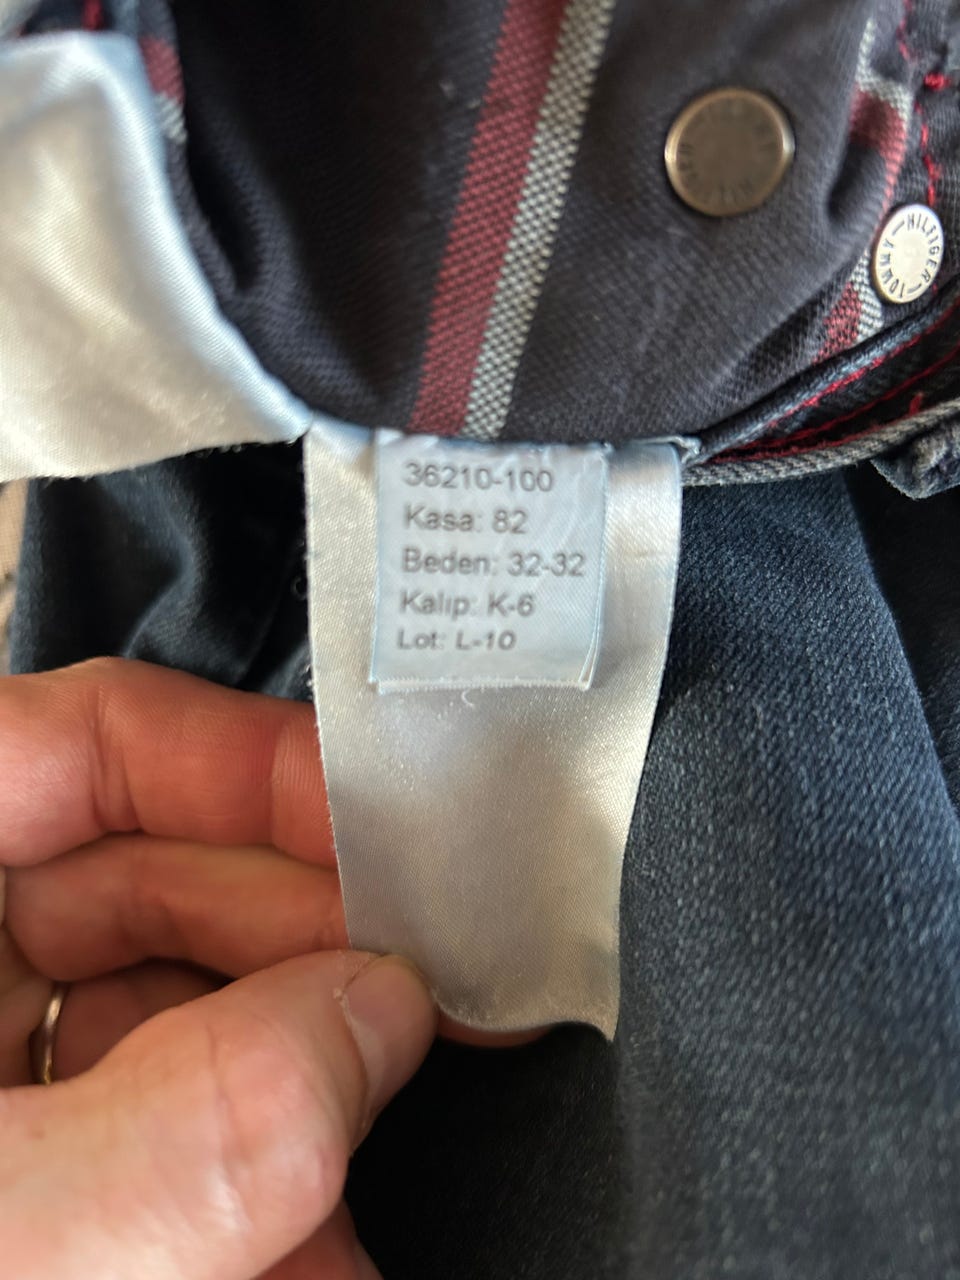 HILFIGER
TOMMY
36210-100
Kasa: 82
Beden: 32-32
Kalıp: K-6
Lot: L-10